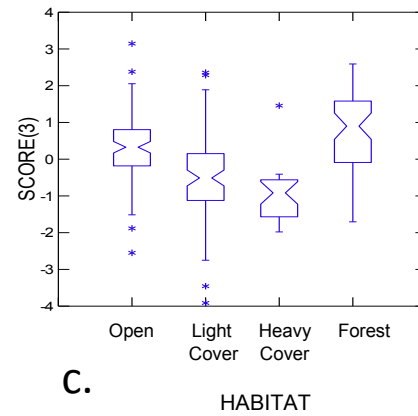 4
3
2
1
0
-1
-2
-3
-4
SCORE(3)
Open
Light
Cover
Heavy
Cover
Forest
C.
HABITAT